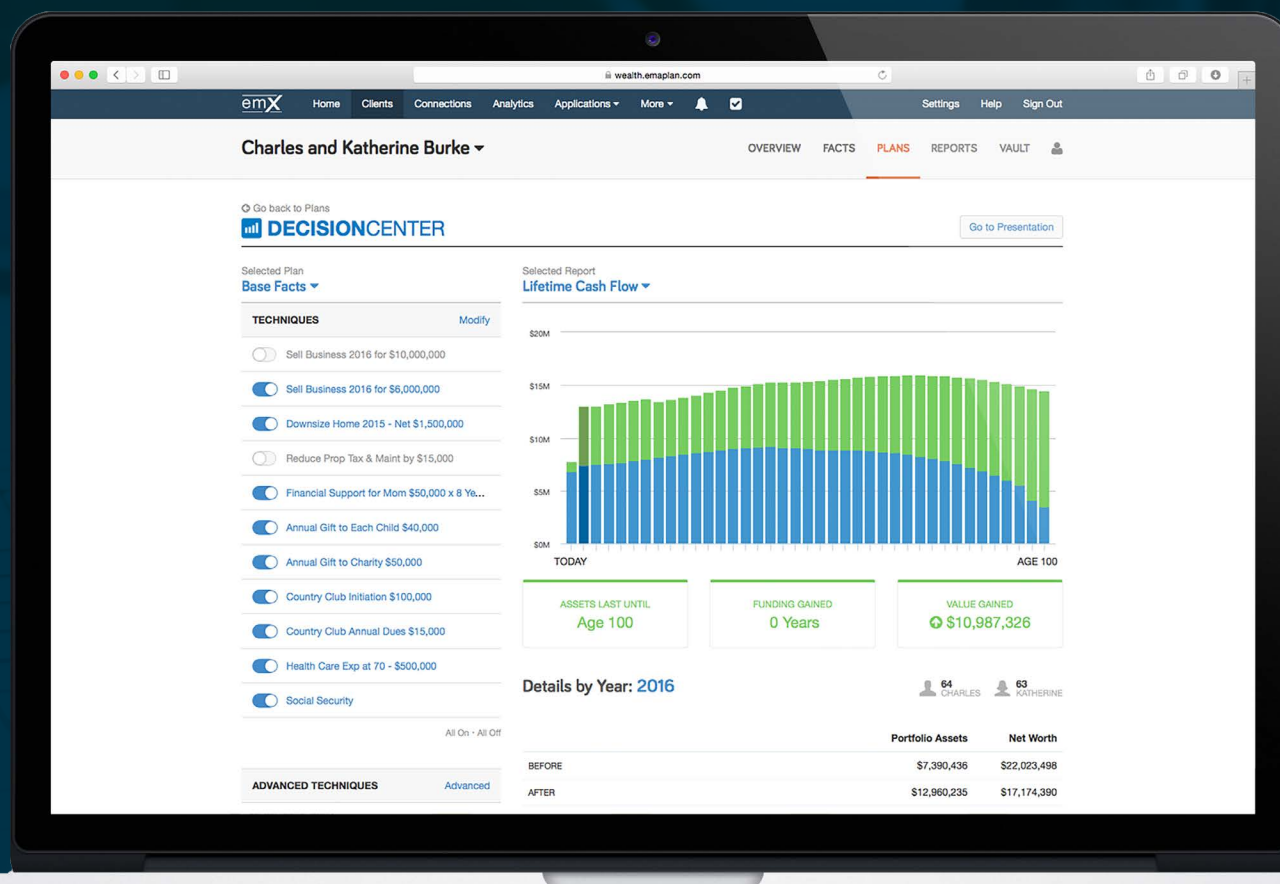 wealth.emaplan.com
emX Home Clients Connections Analytics Applications More Settings Help Sign Out
Charles and Katherine Burke OVERVIEW FACTS PLANS REPORTS VAULT
Go back to Plans
DECISIONCENTER Go to Presentation
Selected Plan
Base Facts
TECHNIQUES Modify
Sell Business 2016 for $10,000,000
Sell Business 2016 for $6,000,000
Downsize Home 2015 - Net $1,500,000
Reduce Prop Tax & Maint by $15,000
Financial Support for Mom $50,000 x 8 Ye...
Annual Gift to Each Child $40,000
Annual Gift to Charity $50,000
Country Club Initiation $100,000
Country Club Annual Dues $15,000
Health Care Exp at 70 - $500,000
Social Security
All On · All Off
ADVANCED TECHNIQUES Advanced
Selected Report
Lifetime Cash Flow
$20M
$15M
$10M
$5M
$0M
TODAY AGE 100
ASSETS LAST UNTIL
Age 100
FUNDING GAINED
0 Years
VALUE GAINED
$10,987,326
Details by Year: 2016
64
CHARLES
63
KATHERINE
Portfolio Assets Net Worth
BEFORE $7,390,436 $22,023,498
AFTER $12,960,235 $17,174,390